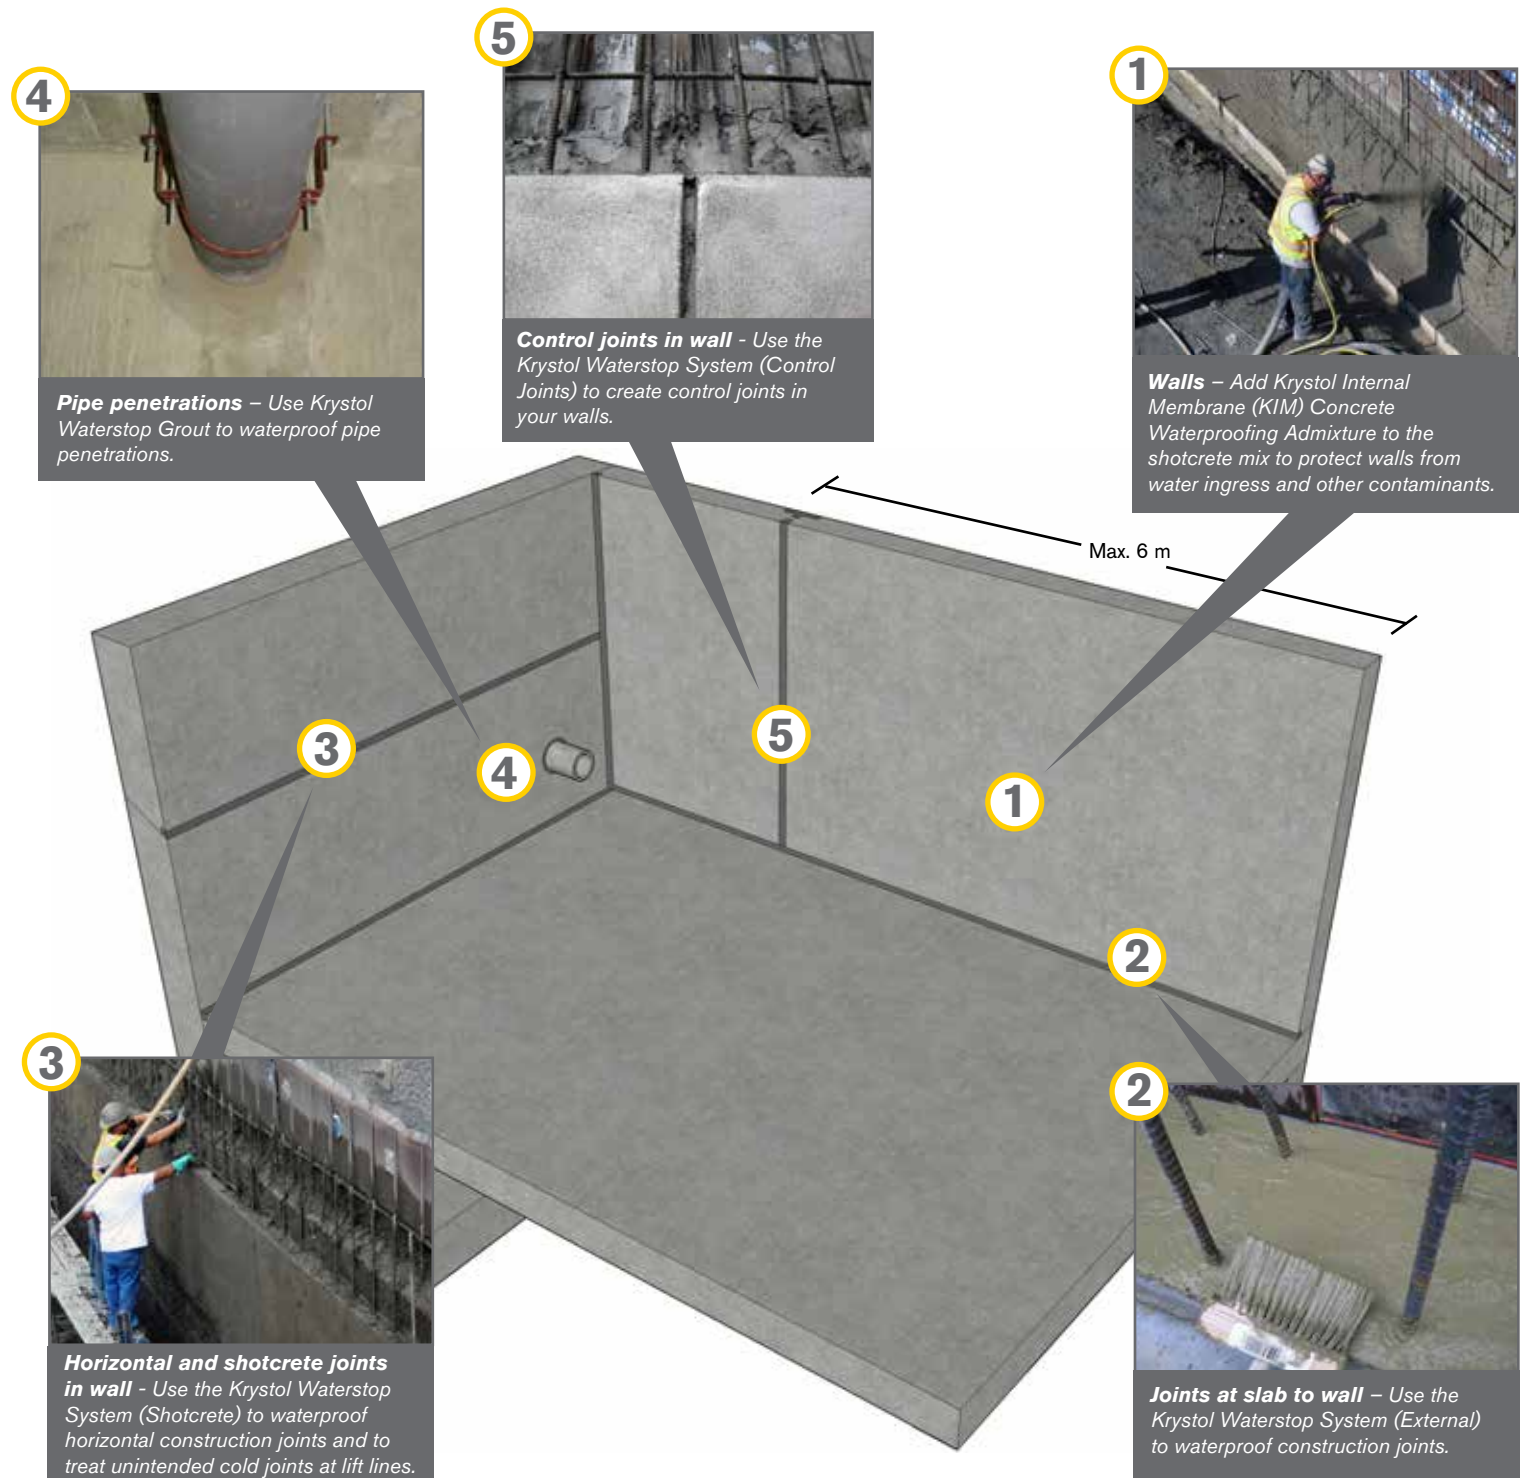 5
4
1
Control joints in wall - Use the
Krystol Waterstop System (Control
Joints) to create control joints in
your walls.
Pipe penetrations – Use Krystol
Waterstop Grout to waterproof pipe
penetrations.
Walls – Add Krystol Internal
Membrane (KIM) Concrete
Waterproofing Admixture to the
shotcrete mix to protect walls from
water ingress and other contaminants.
Max. 6 m
5
3
4
1
2
3
2
Horizontal and shotcrete joints
in wall - Use the Krystol Waterstop
System (Shotcrete) to waterproof
horizontal construction joints and to
treat unintended cold joints at lift lines.
Joints at slab to wall – Use the
Krystol Waterstop System (External)
to waterproof construction joints.